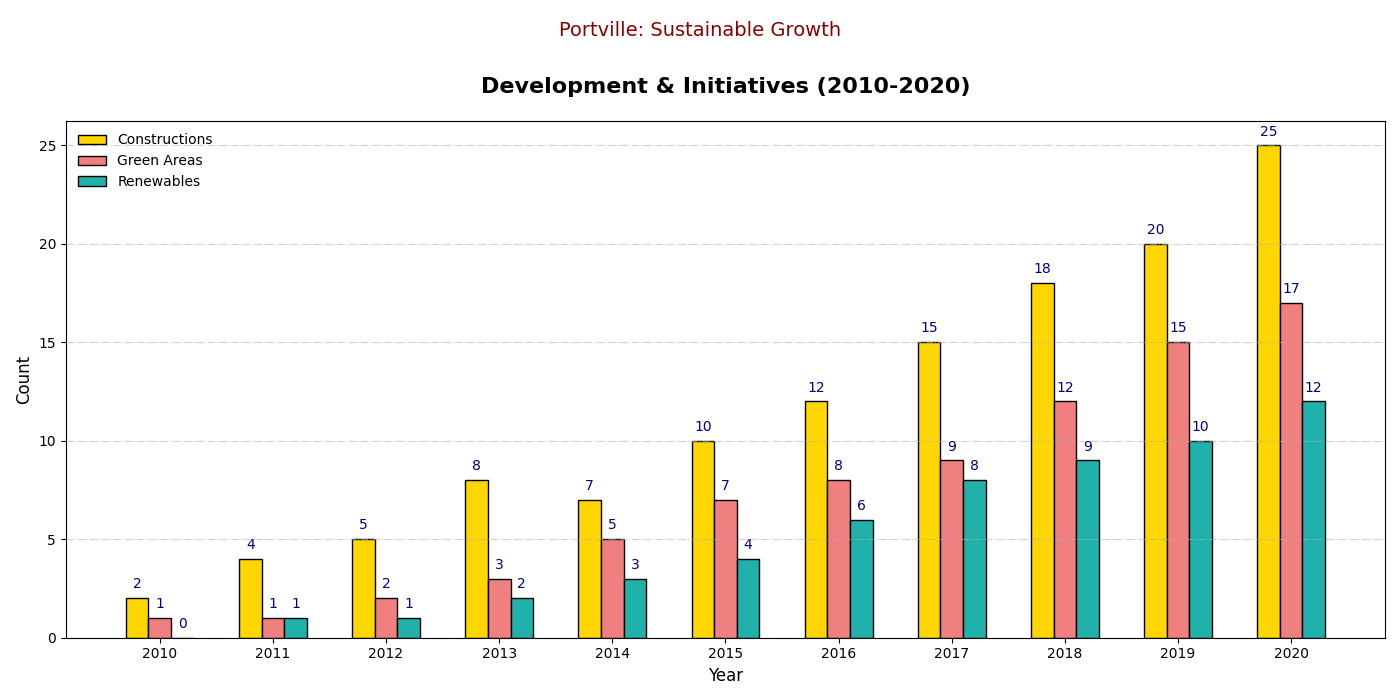 Portville: Sustainable Growth
Development & Initiatives (2010-2020)
Constructions
Green Areas
Renewables
Count
25
20
15
10
5
0
2 1 0
4 1 1
5 2 1
8 3 2
7 5 3
10 7 4
12 8 6
15 9 8
18 12 9
20 15 10
25 17 12
2010 2011 2012 2013 2014 2015 2016 2017 2018 2019 2020
Year